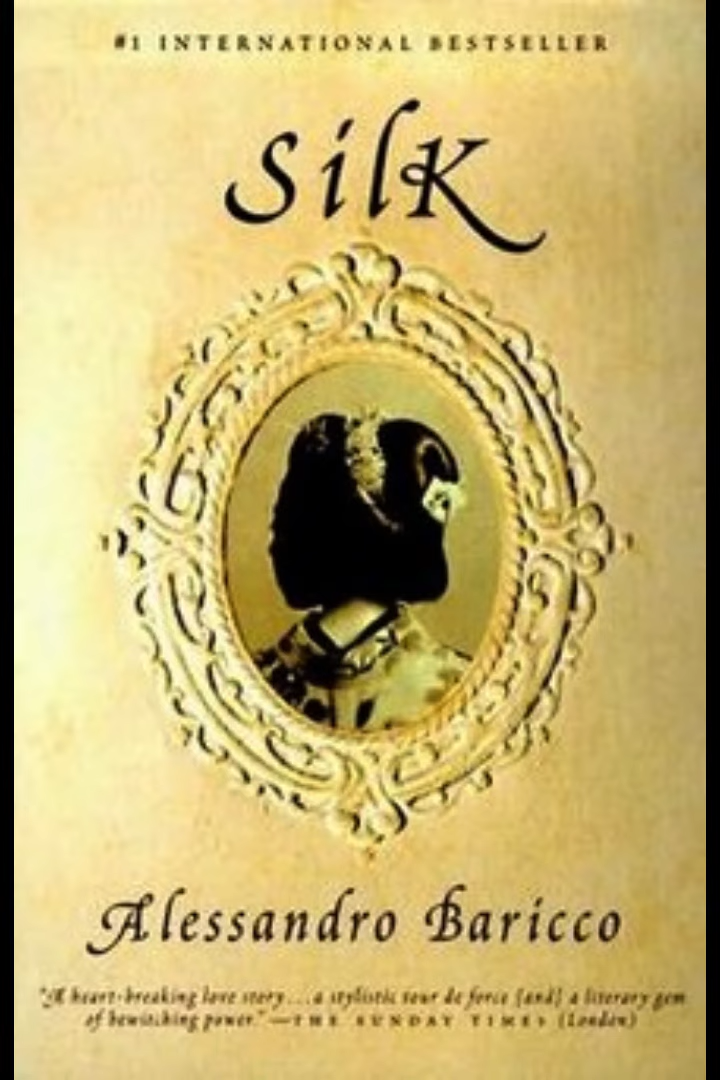 #1 INTERNATIONAL BESTSELLER
Silk
Alessandro Baricco
"A heart-breaking love story...a stylistic tour de force [and] a literary gem
of bewitching power." —THE SUNDAY TIMES (London)